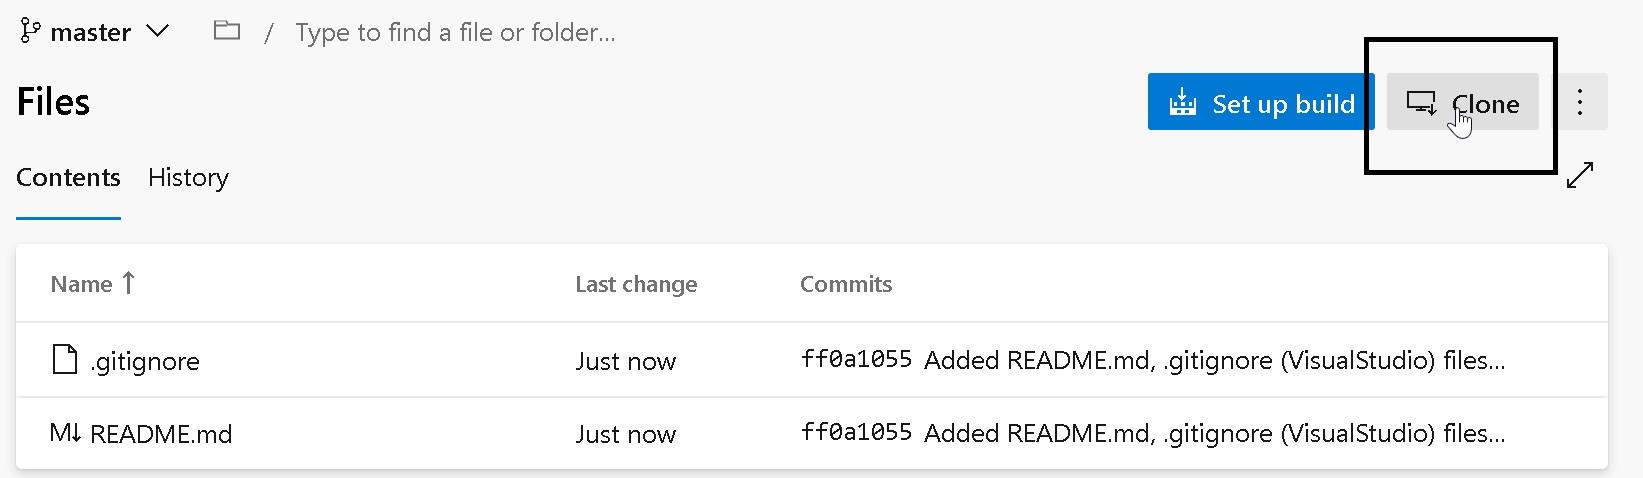 master / Type to find a file or folder...
Files
Set up build Clone
Contents History
Name Last change Commits
.gitignore Just now ff0a1055 Added README.md, .gitignore (VisualStudio) files...
M README.md Just now ff0a1055 Added README.md, .gitignore (VisualStudio) files...